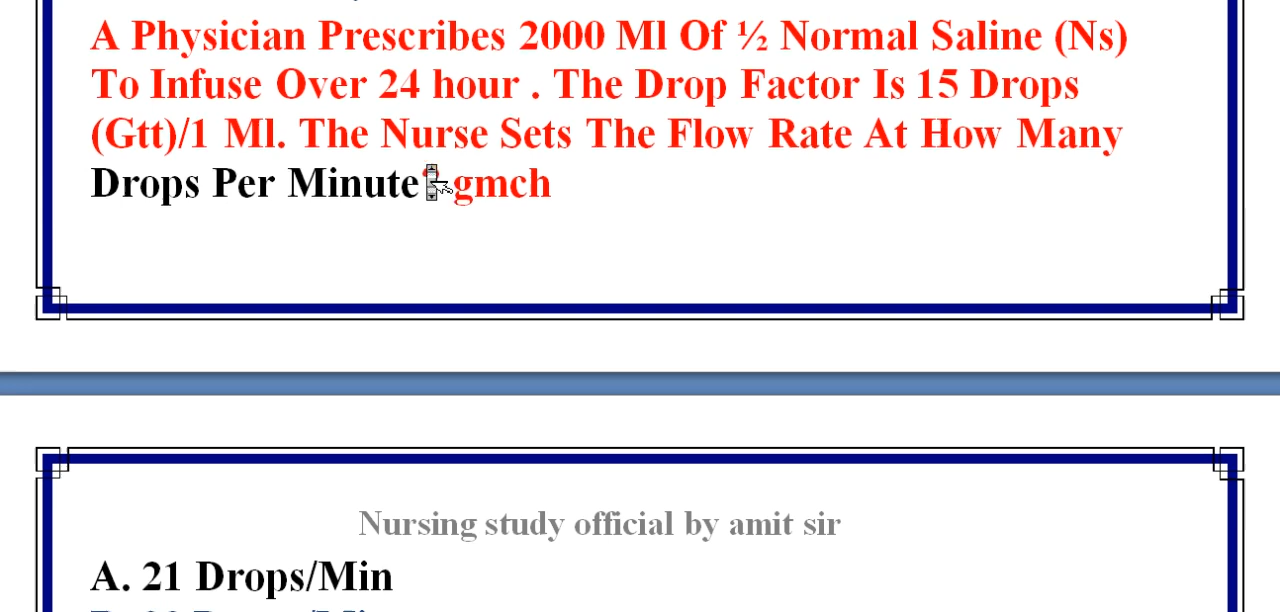 A Physician Prescribes 2000 Ml Of ½ Normal Saline (Ns)
To Infuse Over 24 hour . The Drop Factor Is 15 Drops
(Gtt)/1 Ml. The Nurse Sets The Flow Rate At How Many
Drops Per Minute gmch
Nursing study official by amit sir
A. 21 Drops/Min